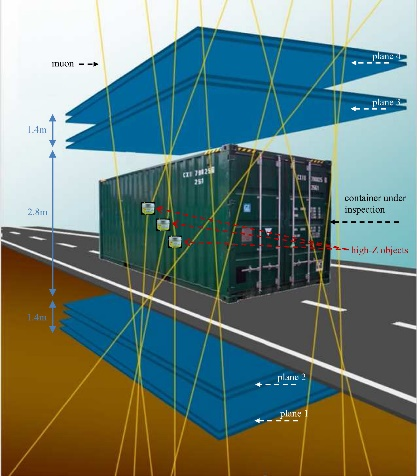 plane 4
muon
plane 3
1.4m
2.8m
container under
inspection
high-Z objects
1.4m
plane 2
plane 1